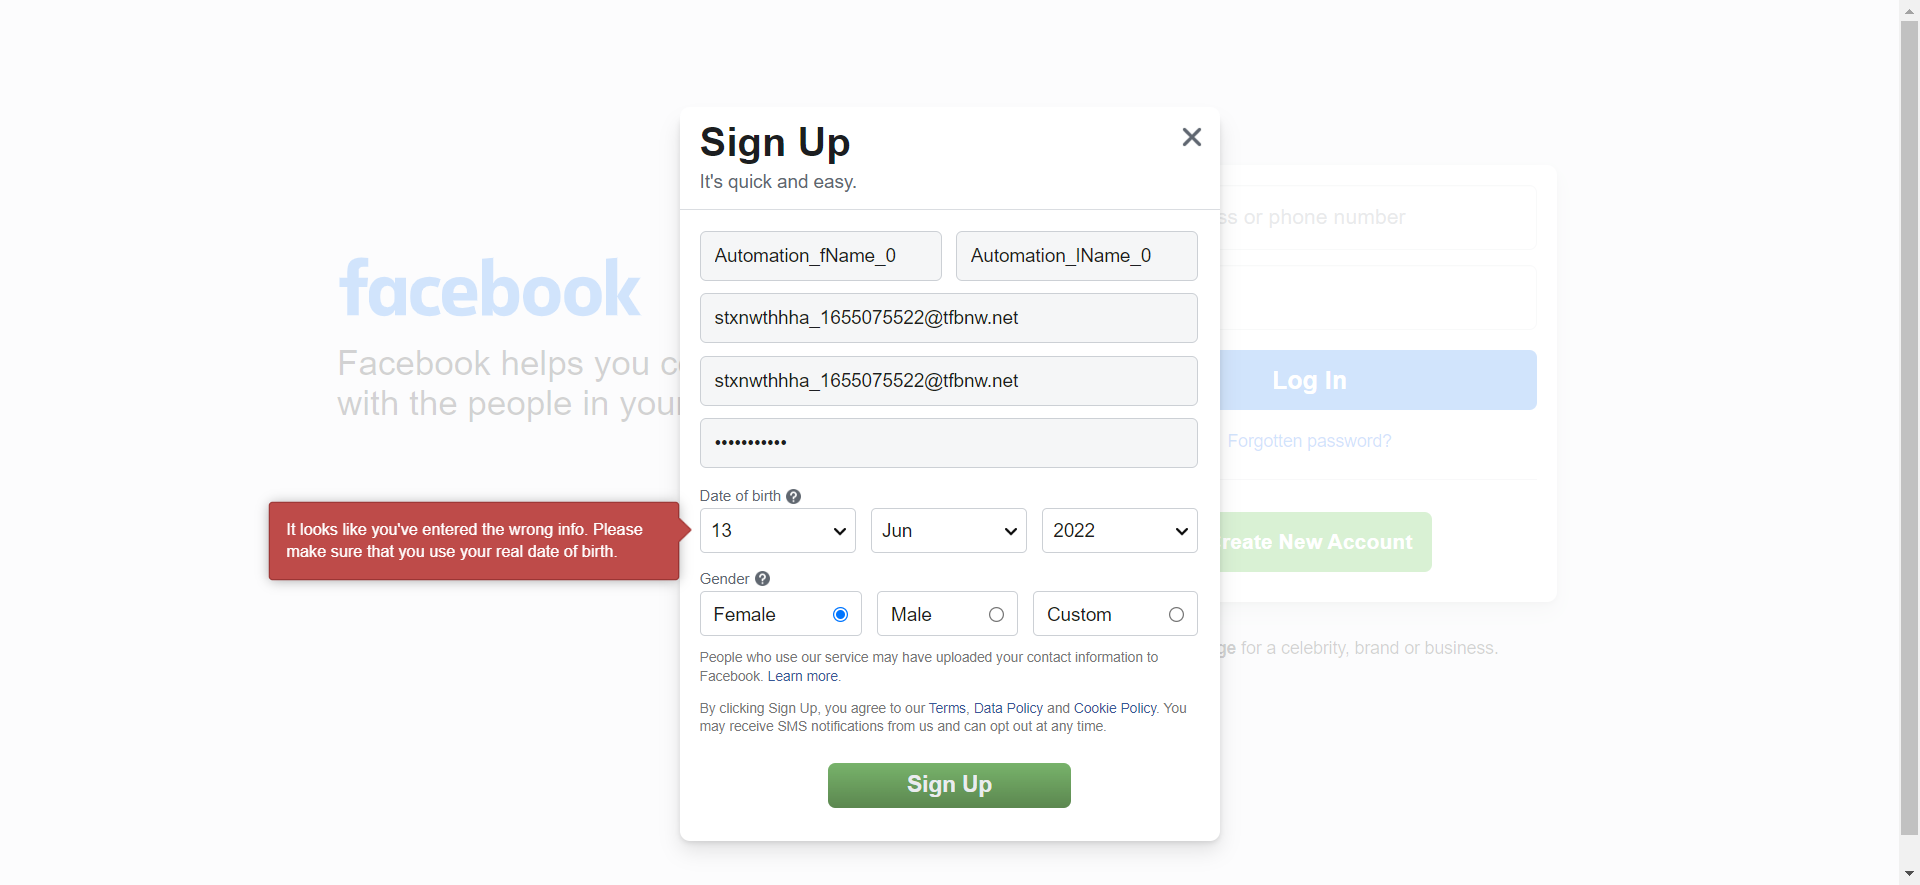 Sign Up
It's quick and easy.
Automation_fName_0
Automation_lName_0
stxnwthhha_1655075522@tfbnw.net
stxnwthhha_1655075522@tfbnw.net
•••••••••••
Date of birth ?
13
Jun
2022
It looks like you've entered the wrong info. Please
make sure that you use your real date of birth.
Gender ?
Female
Male
Custom
People who use our service may have uploaded your contact information to
Facebook. Learn more.
By clicking Sign Up, you agree to our Terms, Data Policy and Cookie Policy. You
may receive SMS notifications from us and can opt out at any time.
Sign Up
facebook
Facebook helps you
with the people in
or phone number
Log In
Forgotten password?
New Account
for a celebrity, brand or business.